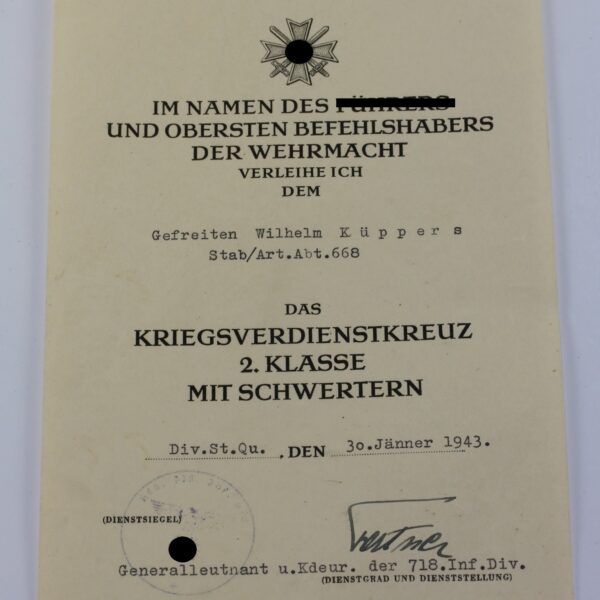 IM NAMEN DES FÜHRERS
UND OBERSTEN BEFEHLSHABERS
DER WEHRMACHT
VERLEIHE ICH
DEM
Gefreiten Wilhelm K ü p p e r s
Stab/Art.Abt.668
DAS
KRIEGSVERDIENSTKREUZ
2. KLASSE
MIT SCHWERTERN
Div.St.Qu. , DEN 30.Jänner 1943.
(DIENSTSIEGEL)
Generalleutnant u.Kdeur. der 718.Inf.Div.
(DIENSTGRAD UND DIENSTSTELLUNG)